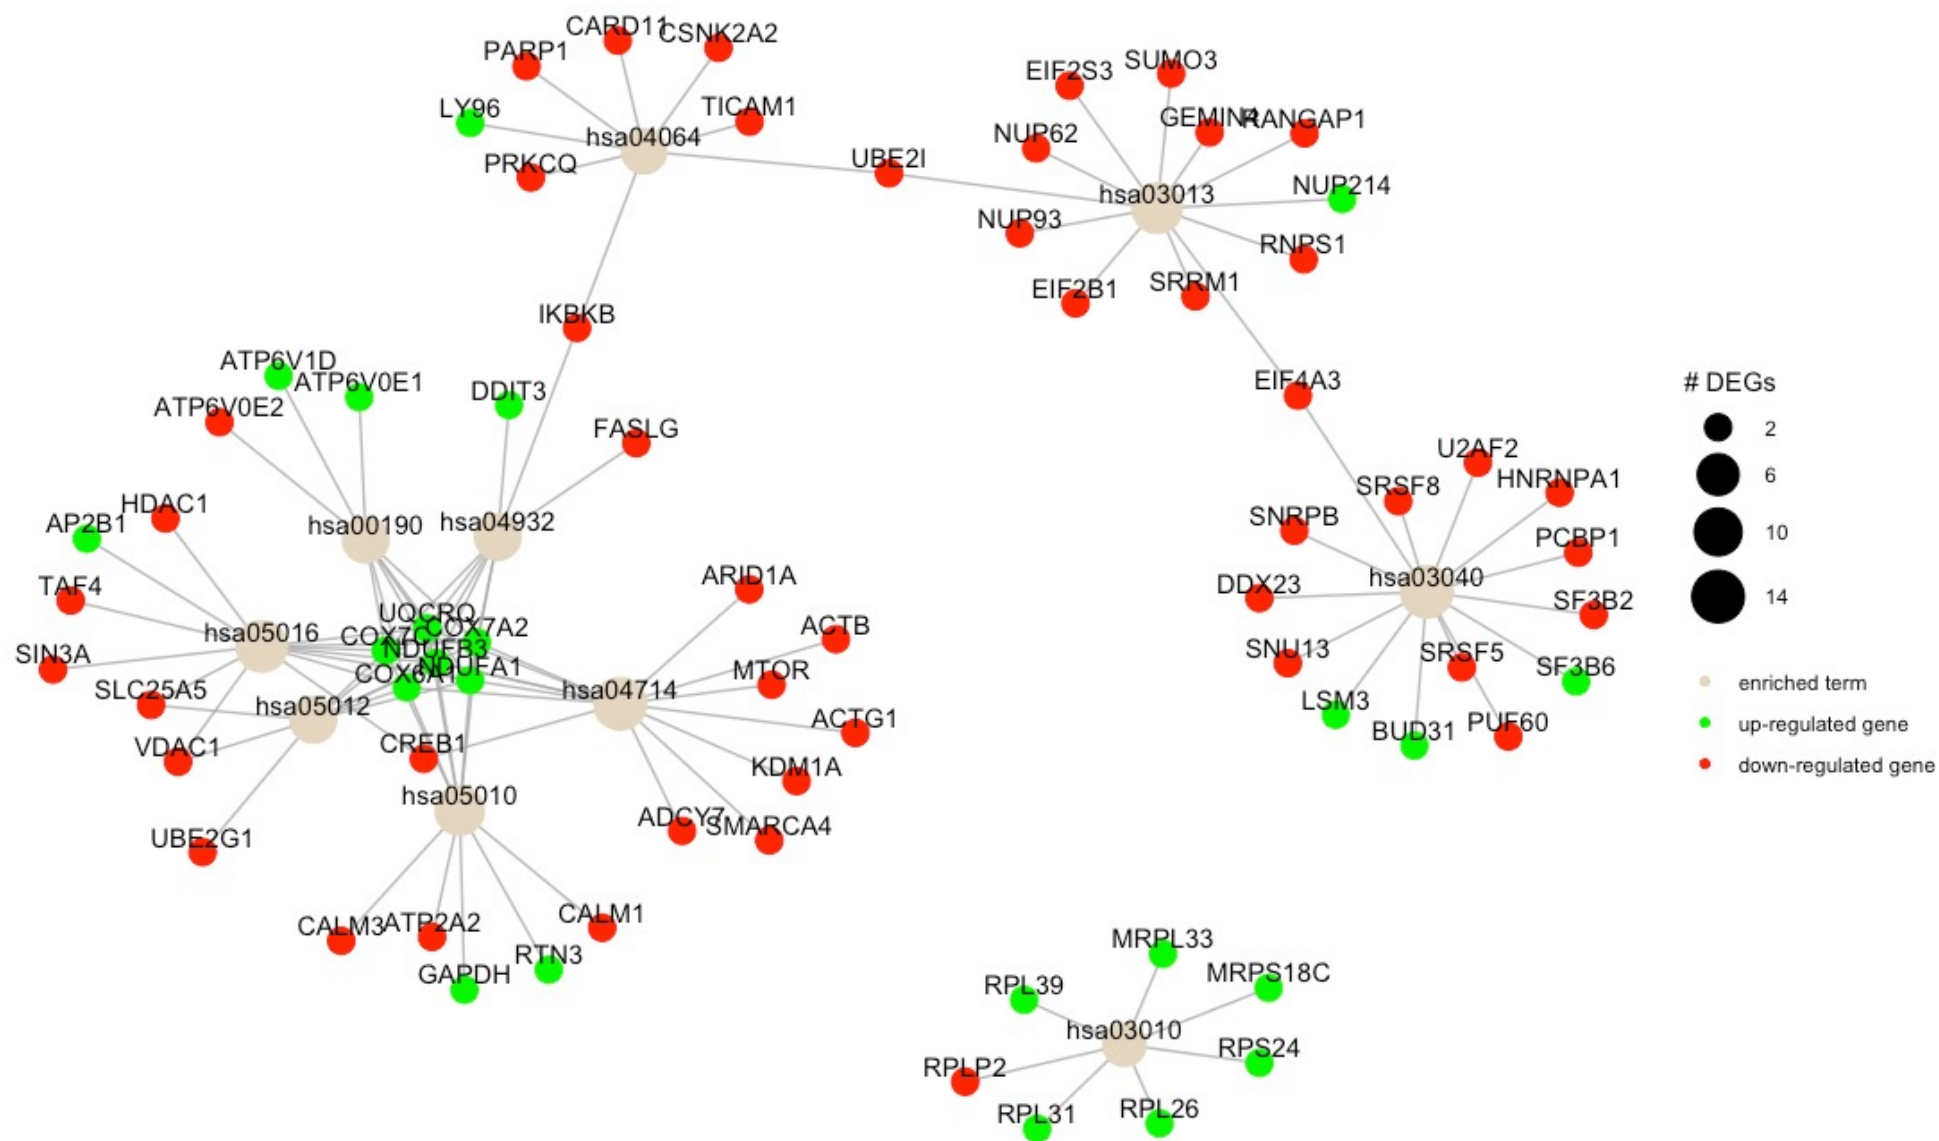 CARD11
CSNK2A2
PARP1
LY96
TICAM1
hsa04064
PRKCQ
UBE2I
EIF2S3
SUMO3
GEMIN4
RANGAP1
NUP62
NUP214
hsa03013
NUP93
RNPS1
EIF2B1
SRRM1
IKBKB
ATP6V1D
ATP6V0E1
DDIT3
ATP6V0E2
FASLG
EIF4A3
# DEGs
2
6
10
14
U2AF2
SRSF8
HNRNPA1
SNRPB
PCBP1
hsa03040
DDX23
SF3B2
SNU13
SRSF5
SF3B6
LSM3
BUD31
PUF60
enriched term
up-regulated gene
down-regulated gene
HDAC1
AP2B1
hsa00190
hsa04932
TAF4
ARID1A
UQCRQ
hsa05016
COX7C
COX7A2
ACTB
NDUFB3
SIN3A
NDUFA1
MTOR
COX6A1
SLC25A5
hsa04714
hsa05012
ACTG1
VDAC1
CREB1
KDM1A
hsa05010
UBE2G1
ADCY7
SMARCA4
CALM3
ATP2A2
CALM1
GAPDH
RTN3
MRPL33
MRPS18C
RPL39
hsa03010
RPS24
RPLP2
RPL31
RPL26